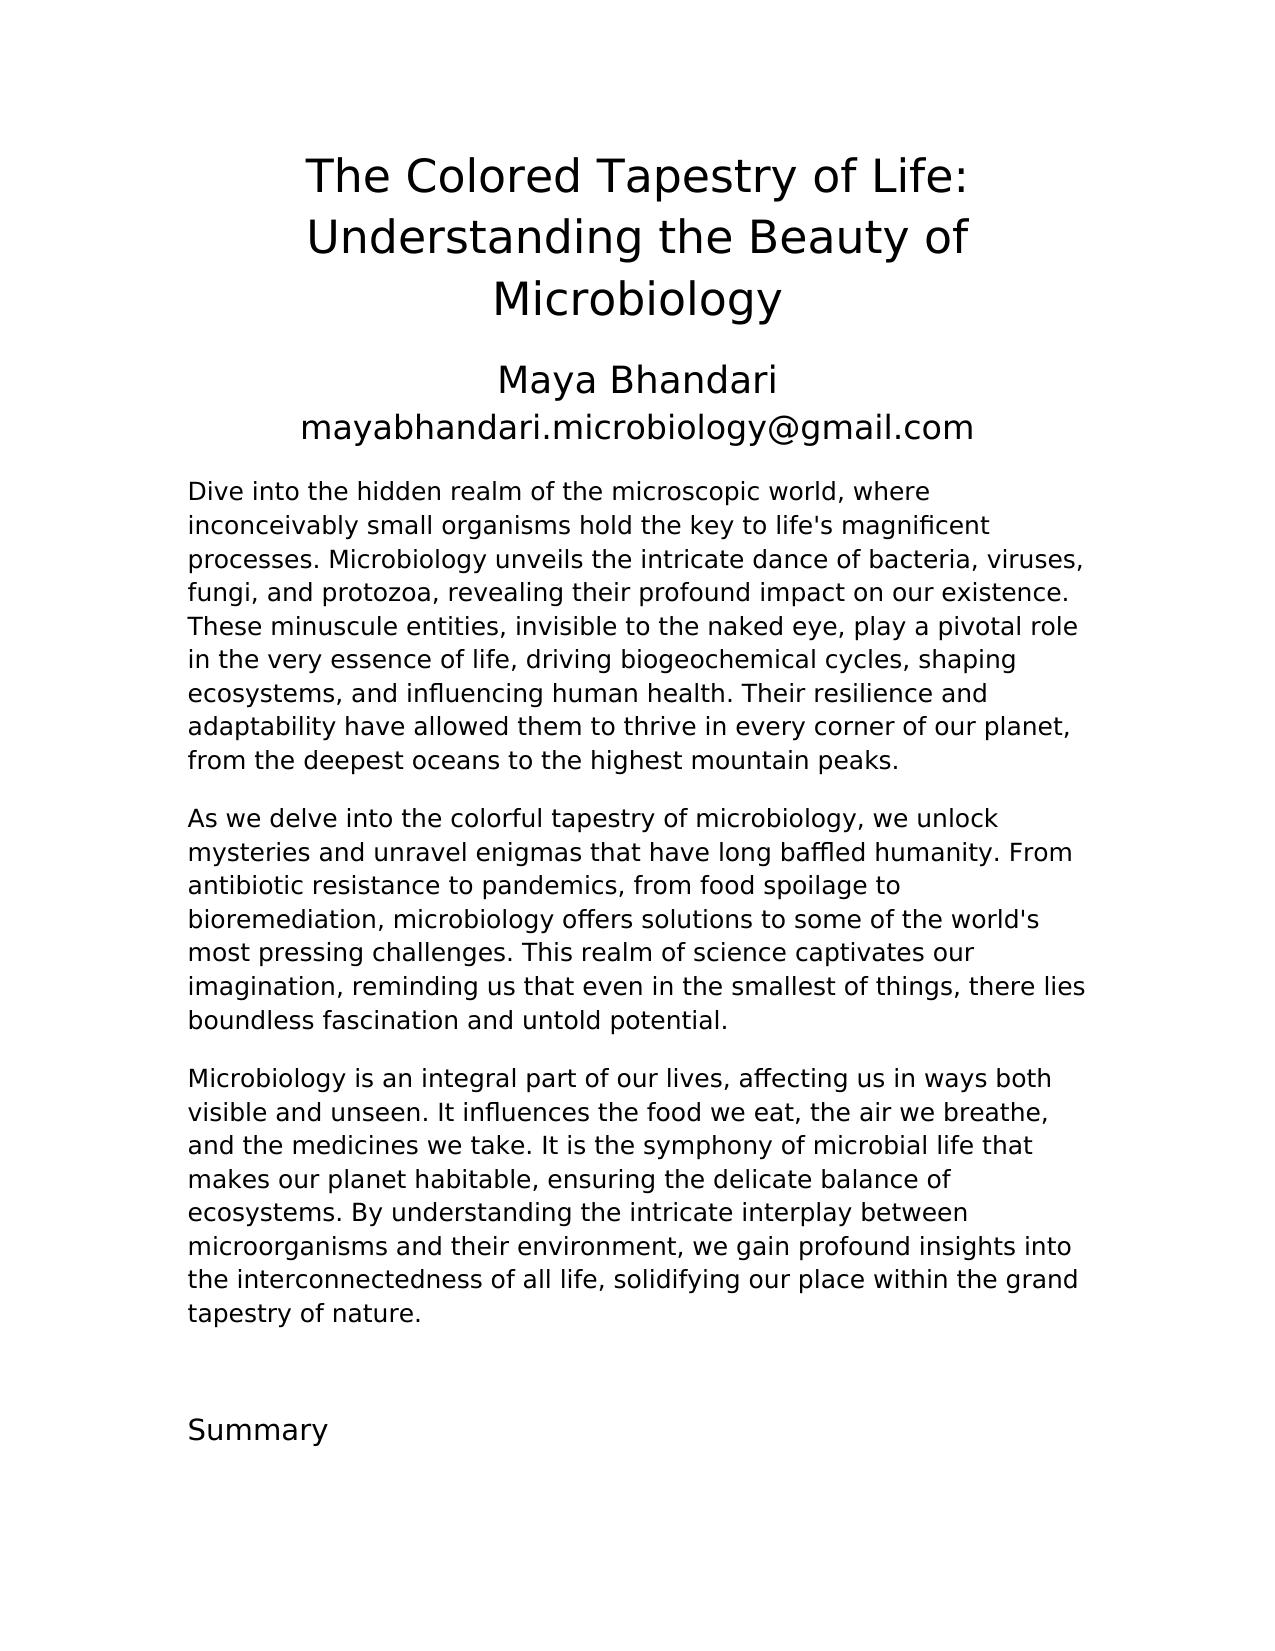 The Colored Tapestry of Life:
Understanding the Beauty of
Microbiology
Maya Bhandari
mayabhandari.microbiology@gmail.com
Dive into the hidden realm of the microscopic world, where
inconceivably small organisms hold the key to life's magnificent
processes. Microbiology unveils the intricate dance of bacteria, viruses,
fungi, and protozoa, revealing their profound impact on our existence.
These minuscule entities, invisible to the naked eye, play a pivotal role
in the very essence of life, driving biogeochemical cycles, shaping
ecosystems, and influencing human health. Their resilience and
adaptability have allowed them to thrive in every corner of our planet,
from the deepest oceans to the highest mountain peaks.
As we delve into the colorful tapestry of microbiology, we unlock
mysteries and unravel enigmas that have long baffled humanity. From
antibiotic resistance to pandemics, from food spoilage to
bioremediation, microbiology offers solutions to some of the world's
most pressing challenges. This realm of science captivates our
imagination, reminding us that even in the smallest of things, there lies
boundless fascination and untold potential.
Microbiology is an integral part of our lives, affecting us in ways both
visible and unseen. It influences the food we eat, the air we breathe,
and the medicines we take. It is the symphony of microbial life that
makes our planet habitable, ensuring the delicate balance of
ecosystems. By understanding the intricate interplay between
microorganisms and their environment, we gain profound insights into
the interconnectedness of all life, solidifying our place within the grand
tapestry of nature.
Summary